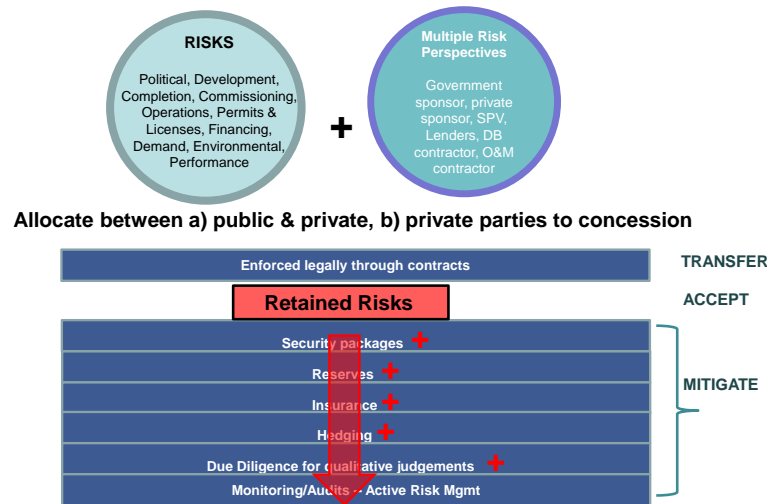 RISKS
Political, Development,
Completion, Commissioning,
Operations, Permits &
Licenses, Financing,
Demand, Environmental,
Performance
+
Multiple Risk
Perspectives
Government
sponsor, private
sponsor, SPV,
Lenders, DB
contractor, O&M
contractor
Allocate between a) public & private, b) private parties to concession
Enforced legally through contracts
TRANSFER
Retained Risks
ACCEPT
Security packages +
Reserves +
Insurance +
Hedging +
Due Diligence for qualitative judgements +
Monitoring/Audits – Active Risk Mgmt
MITIGATE